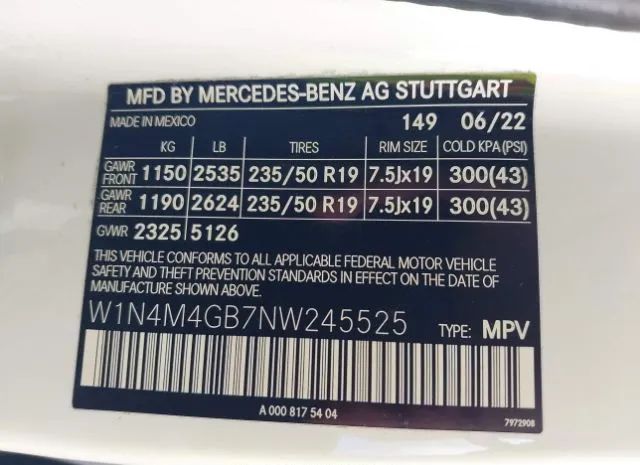 MFD BY MERCEDES-BENZ AG STUTTGART
MADE IN MEXICO 149 06/22
KG LB TIRES RIM SIZE COLD KPA(PSI)
GAWR FRONT 1150 2535 235/50 R19 7.5Jx19 300(43)
GAWR REAR 1190 2624 235/50 R19 7.5Jx19 300(43)
GVWR 2325 5126
THIS VEHICLE CONFORMS TO ALL APPLICABLE FEDERAL MOTOR VEHICLE
SAFETY AND THEFT PREVENTION STANDARDS IN EFFECT ON THE DATE
OF MANUFACTURE SHOWN ABOVE.
W1N4M4GB7NW245525 TYPE: MPV
A 000 817 54 04
7972908